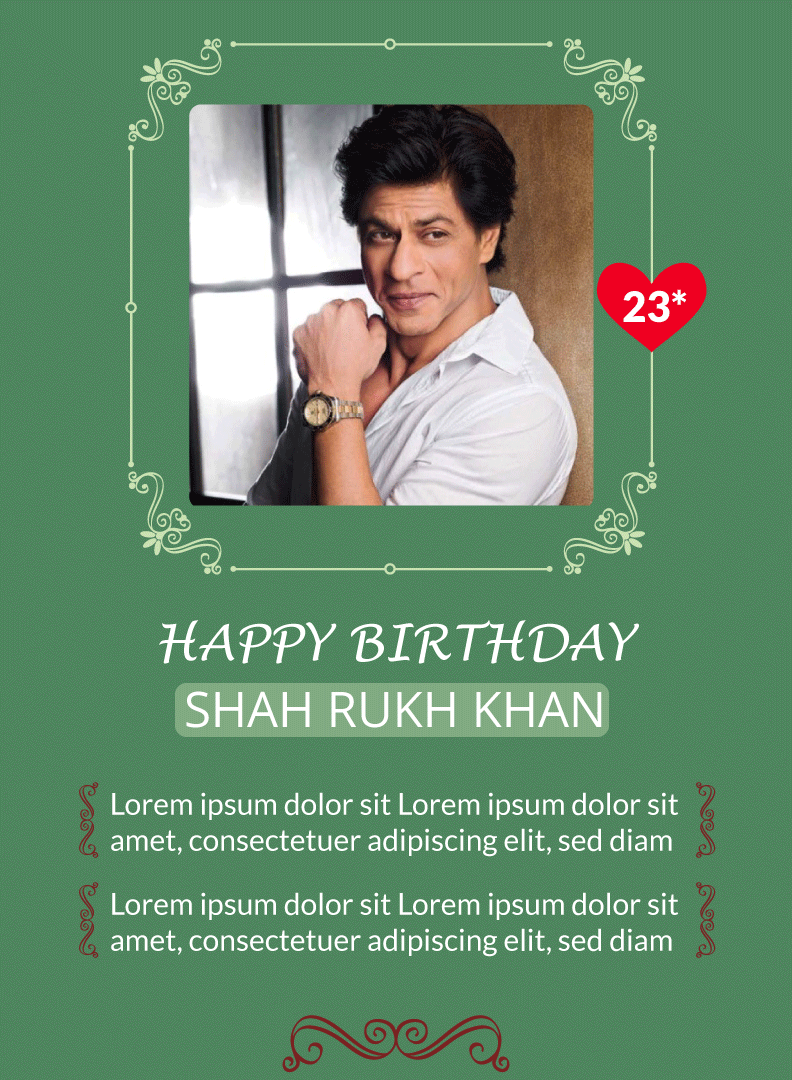 23*
HAPPY BIRTHDAY
SHAH RUKH KHAN
Lorem ipsum dolor sit Lorem ipsum dolor sit
amet, consectetuer adipiscing elit, sed diam
Lorem ipsum dolor sit Lorem ipsum dolor sit
amet, consectetuer adipiscing elit, sed diam